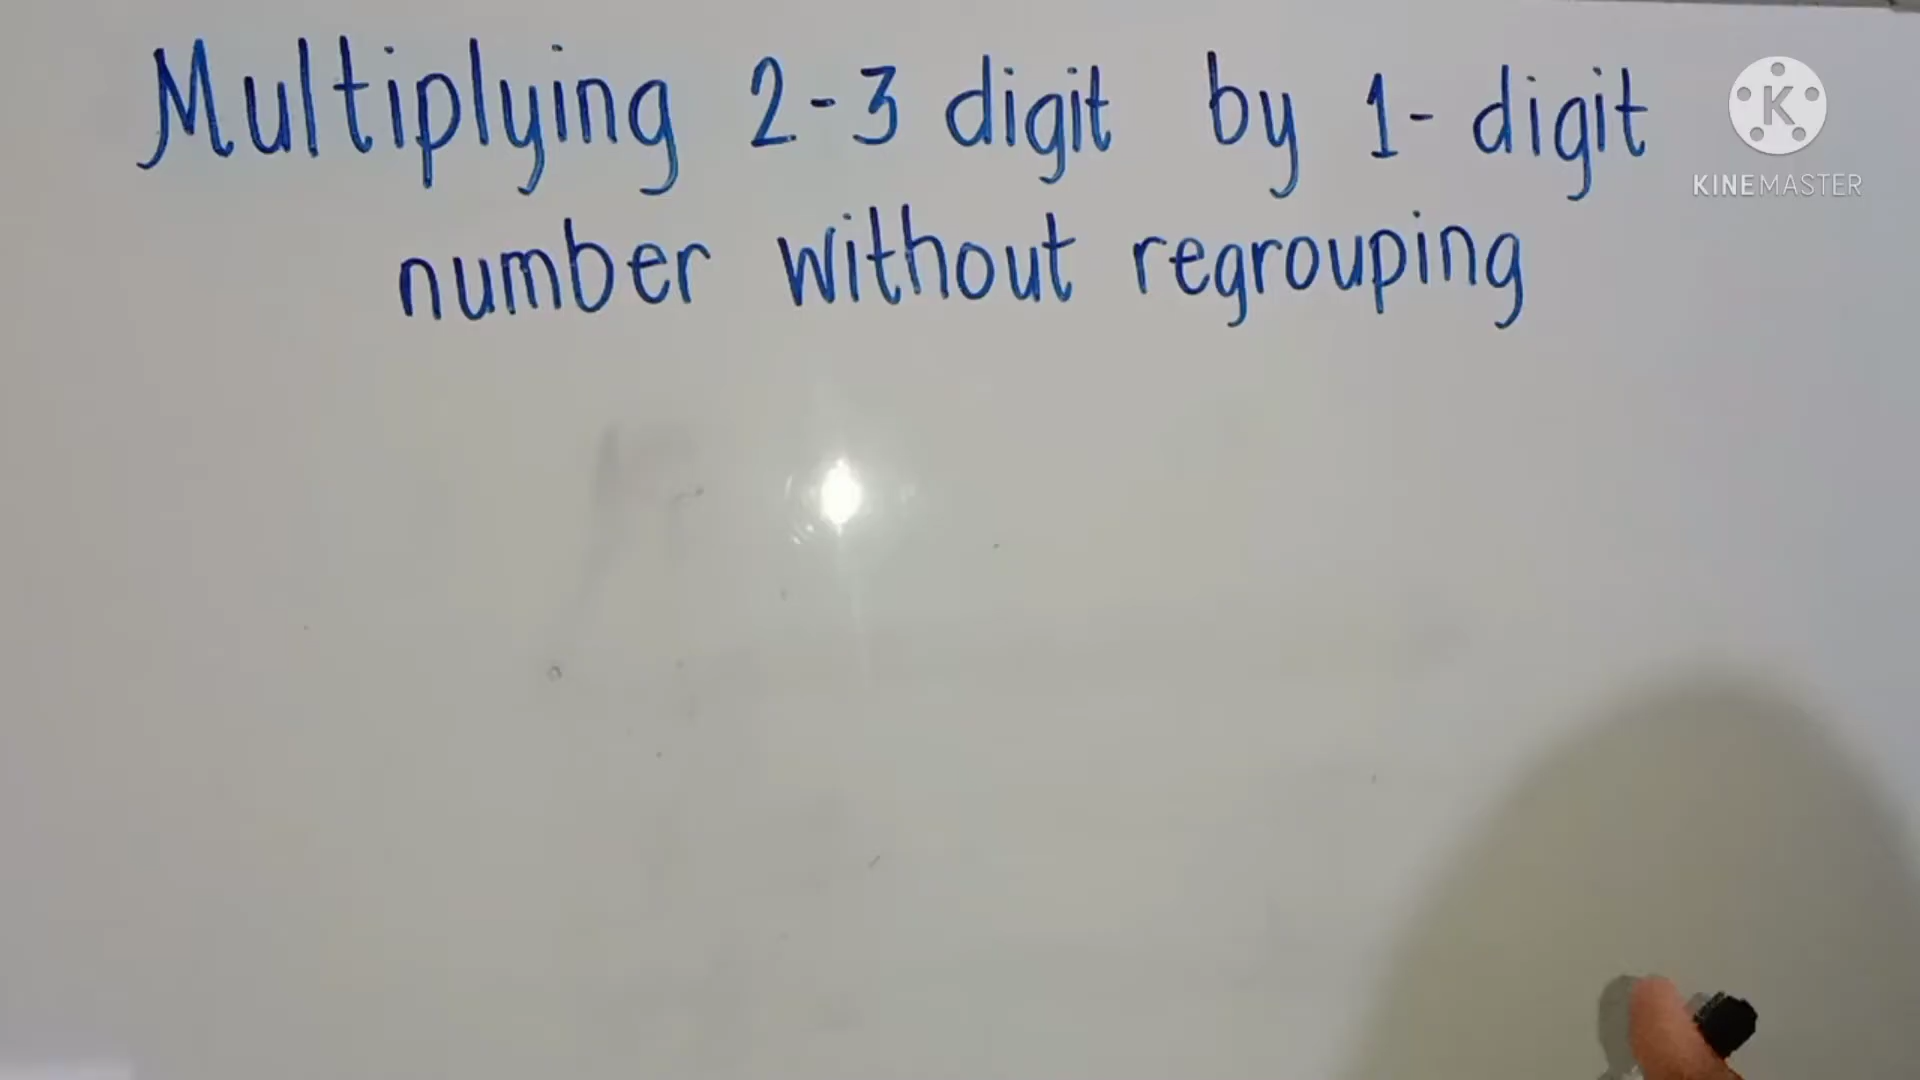 Multiplying 2-3 digit by 1- digit
number without regrouping
K
KINEMASTER